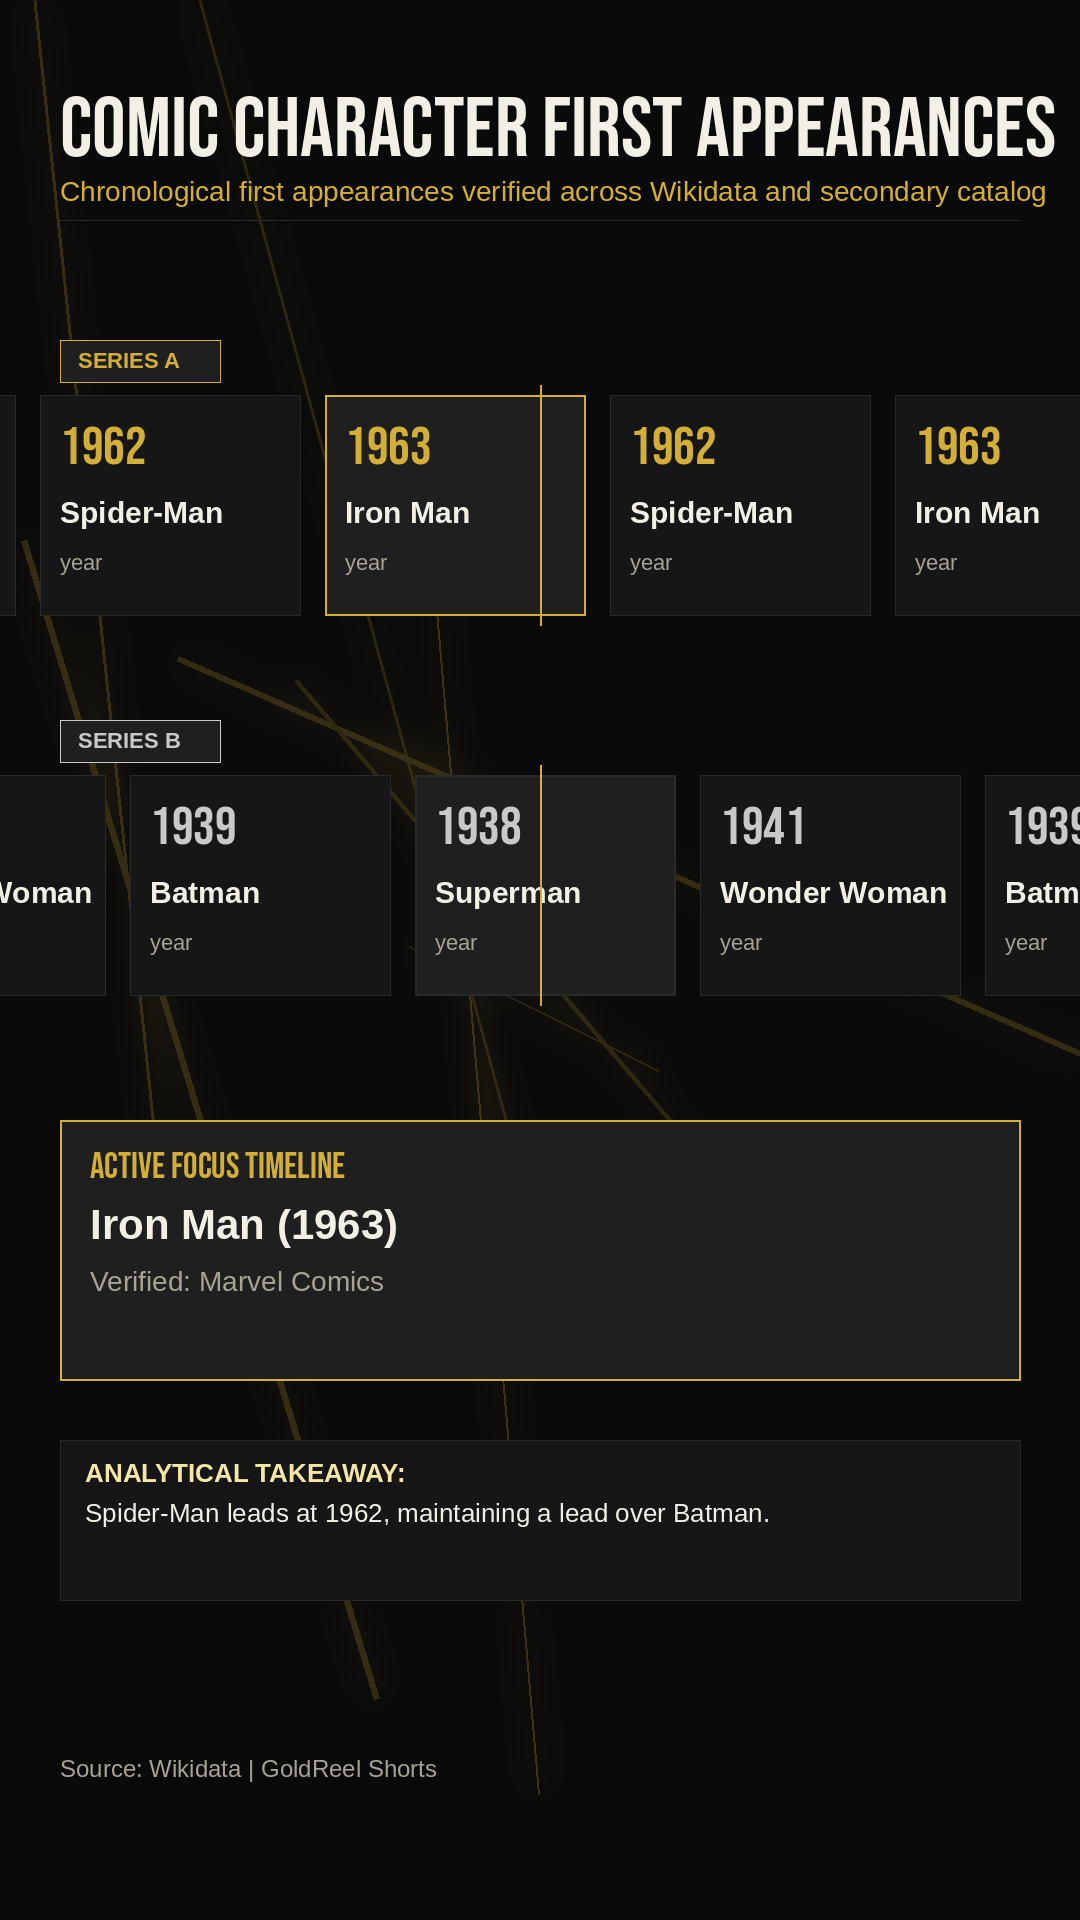 COMIC CHARACTER FIRST APPEARANCES
Chronological first appearances verified across Wikidata and secondary catalog
SERIES A
1962 1963 1962 1963
Spider-Man Iron Man Spider-Man Iron Man
year year year year
SERIES B
1939 1938 1941 1939
Woman Batman Superman Wonder Woman Batm
year year year year
ACTIVE FOCUS TIMELINE
Iron Man (1963)
Verified: Marvel Comics
ANALYTICAL TAKEAWAY:
Spider-Man leads at 1962, maintaining a lead over Batman.
Source: Wikidata | GoldReel Shorts